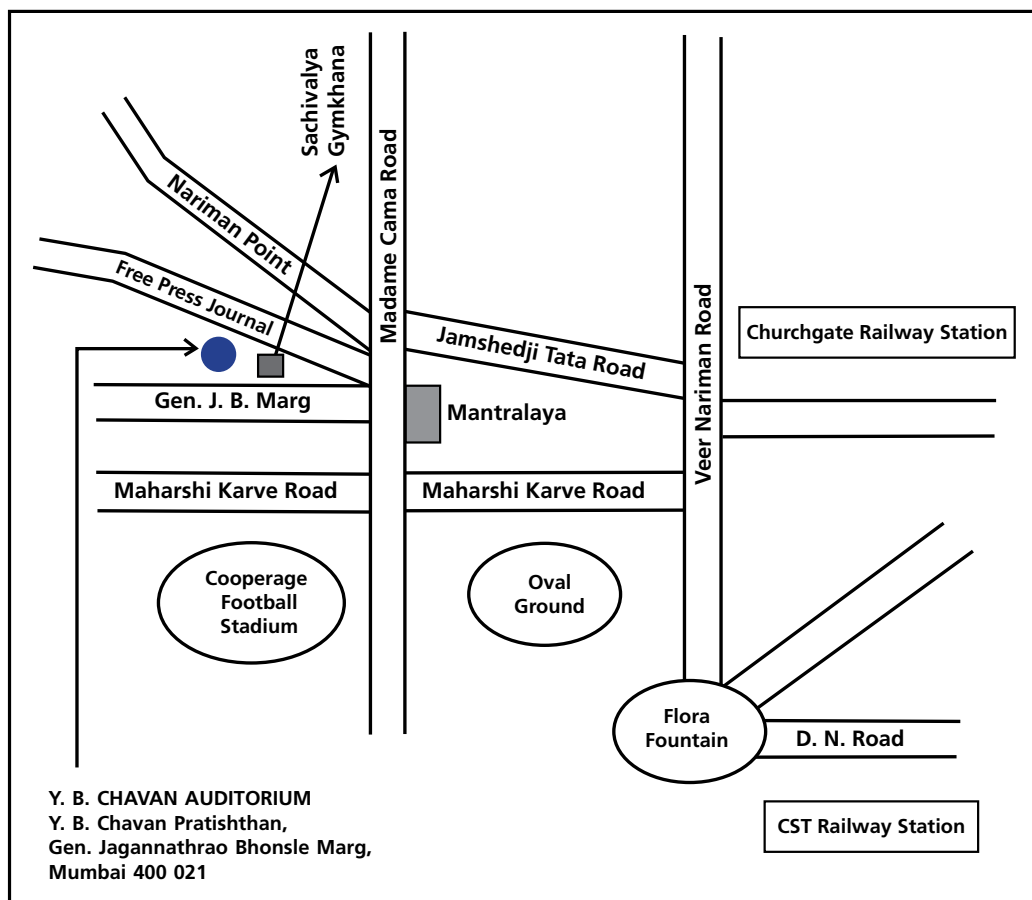 Sachivalya
Gymkhana
Madame Cama Road
Nariman Point
Free Press Journal
Jamshedji Tata Road
Veer Nariman Road
Churchgate Railway Station
Gen. J. B. Marg
Mantralaya
Maharshi Karve Road
Maharshi Karve Road
Cooperage
Football
Stadium
Oval
Ground
Flora
Fountain
D. N. Road
Y. B. CHAVAN AUDITORIUM
Y. B. Chavan Pratishthan,
Gen. Jagannathrao Bhonsle Marg,
Mumbai 400 021
CST Railway Station